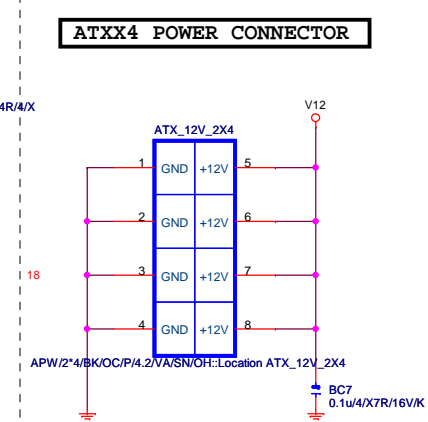 ATXX4 POWER CONNECTOR
4R/4/X
V12
ATX_12V_2X4
1 GND +12V 5
2 GND +12V 6
3 GND +12V 7
18
4 GND +12V 8
APW/2*4/BK/OC/P/4.2/VA/SN/OH::Location ATX_12V_2X4
BC7
0.1u/4/X7R/16V/K